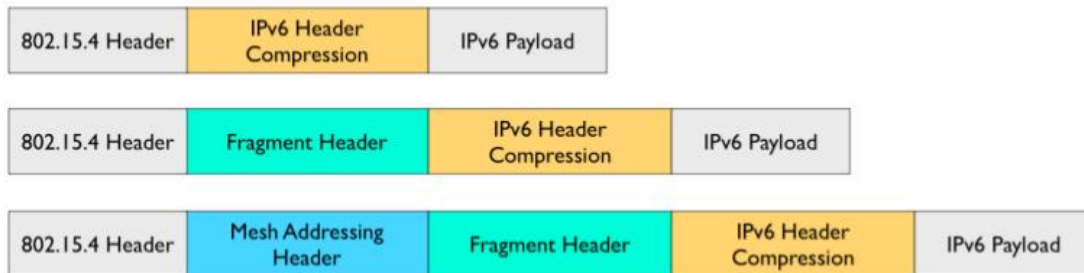 802.15.4 Header IPv6 Header Compression IPv6 Payload
802.15.4 Header Fragment Header IPv6 Header Compression IPv6 Payload
802.15.4 Header Mesh Addressing Header Fragment Header IPv6 Header Compression IPv6 Payload